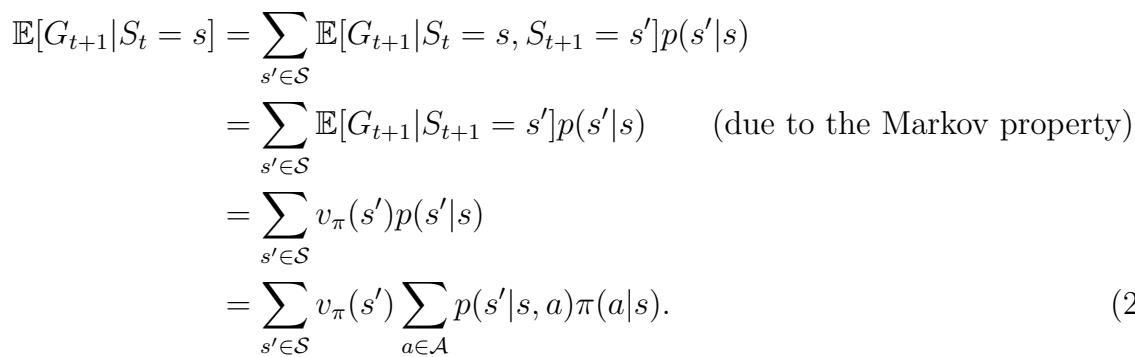 𝔼[G_{t+1}|S_t = s] = ∑_{s′∈𝒮} 𝔼[G_{t+1}|S_t = s, S_{t+1} = s′]p(s′|s)
= ∑_{s′∈𝒮} 𝔼[G_{t+1}|S_{t+1} = s′]p(s′|s) (due to the Markov property)
= ∑_{s′∈𝒮} v_π(s′)p(s′|s)
= ∑_{s′∈𝒮} v_π(s′) ∑_{a∈𝒜} p(s′|s, a)π(a|s). (2